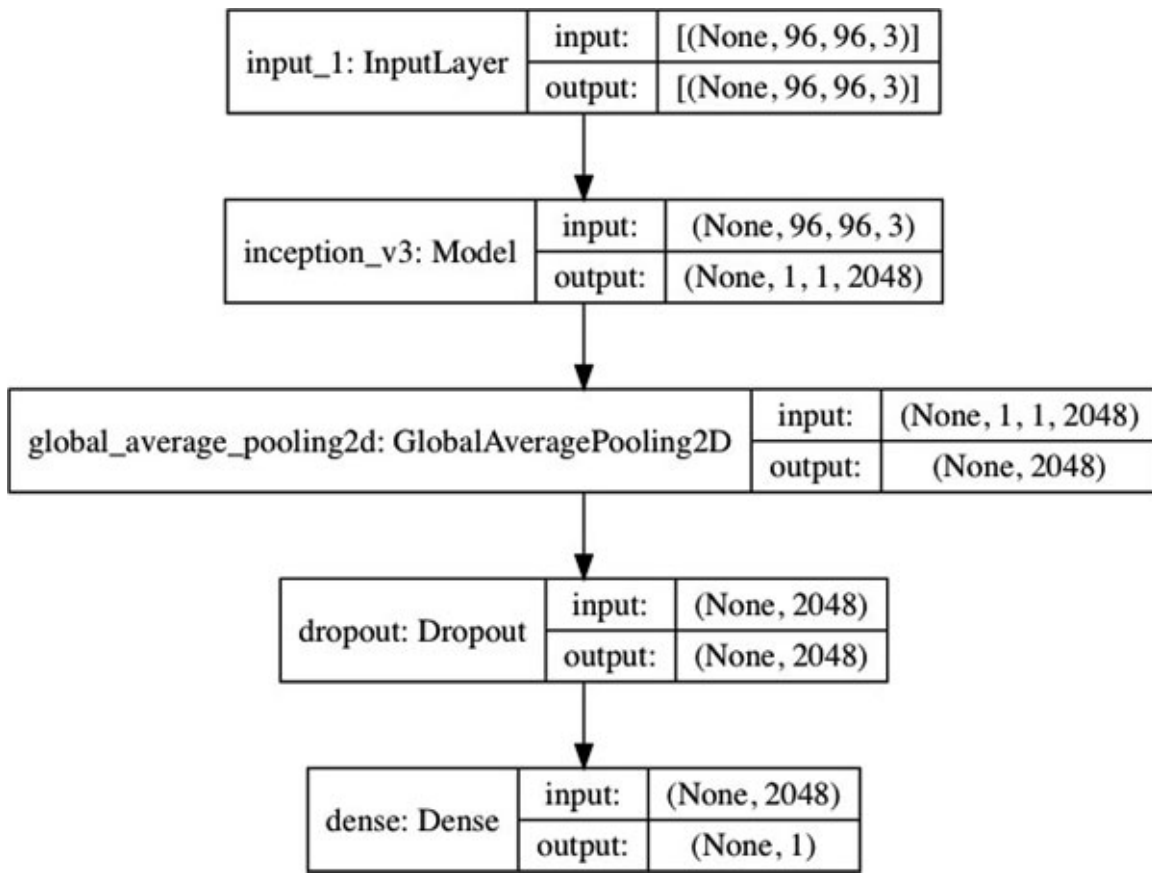 input_1: InputLayer
input:
[(None, 96, 96, 3)]
output:
[(None, 96, 96, 3)]
inception_v3: Model
input:
(None, 96, 96, 3)
output:
(None, 1, 1, 2048)
global_average_pooling2d: GlobalAveragePooling2D
input:
(None, 1, 1, 2048)
output:
(None, 2048)
dropout: Dropout
input:
(None, 2048)
output:
(None, 2048)
dense: Dense
input:
(None, 2048)
output:
(None, 1)